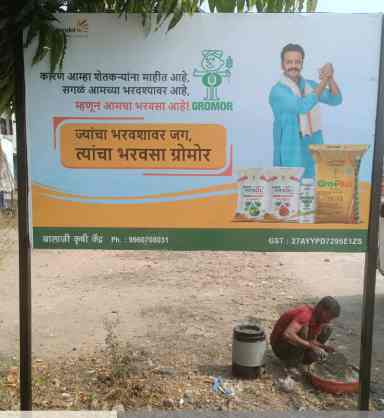 कारण आम्हा शेतकऱ्यांना माहीत आहे.
सगळं आमच्या भरवश्यावर आहे.
म्हणून आमचा भरवसा आहे!
GROMOR
ज्यांचा भरवशावर जग,
त्यांचा भरवसा ग्रोमोर
बालाजी कृषी केंद्र Ph. : 9960708031
GST : 27AYYPD7295E1ZS